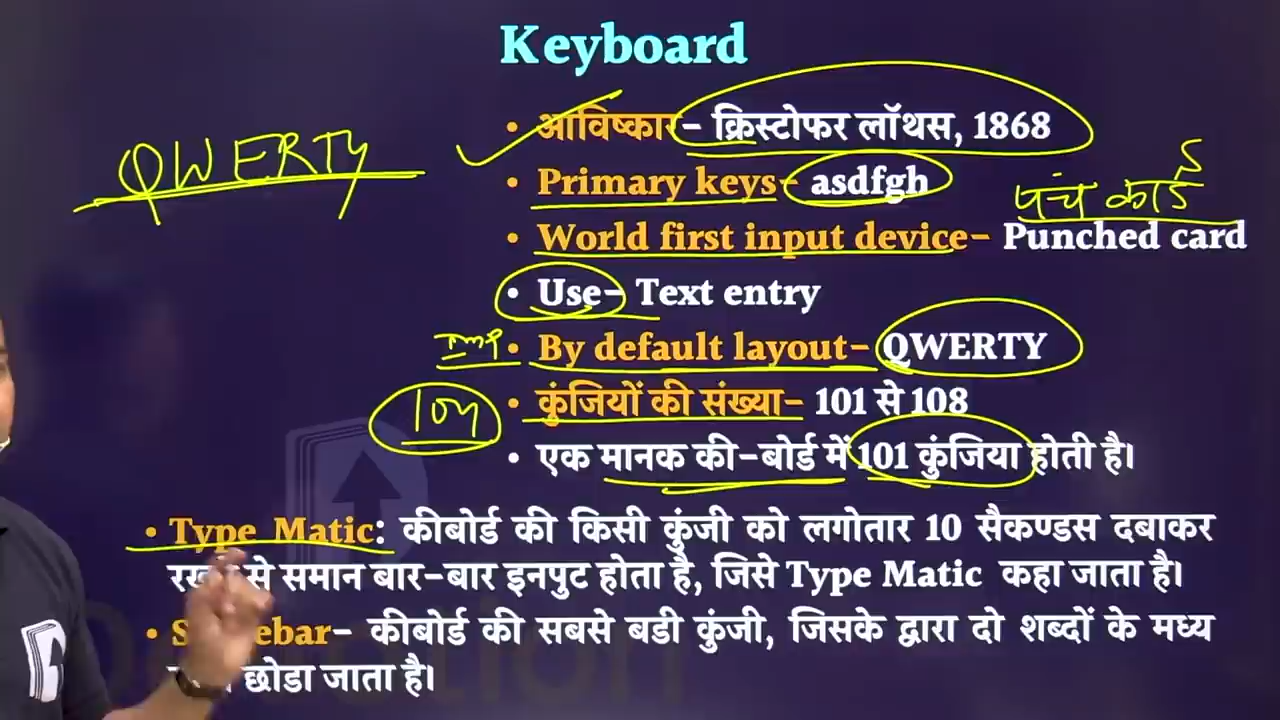 Keyboard
• आविष्कार- क्रिस्टोफर लॉथस, 1868
QWERTY
• Primary keys- asdfgh
पंच कार्ड
• World first input device- Punched card
• Use- Text entry
Imp • By default layout- QWERTY
104 • कुंजियों की संख्या- 101 से 108
• एक मानक की-बोर्ड में 101 कुंजिया होती है।
• Type Matic: कीबोर्ड की किसी कुंजी को लगोतार 10 सैकण्डस दबाकर
से समान बार-बार इनपुट होता है, जिसे Type Matic कहा जाता है।
• कीबोर्ड की सबसे बडी कुंजी, जिसके द्वारा दो शब्दों के मध्य
छोडा जाता है।